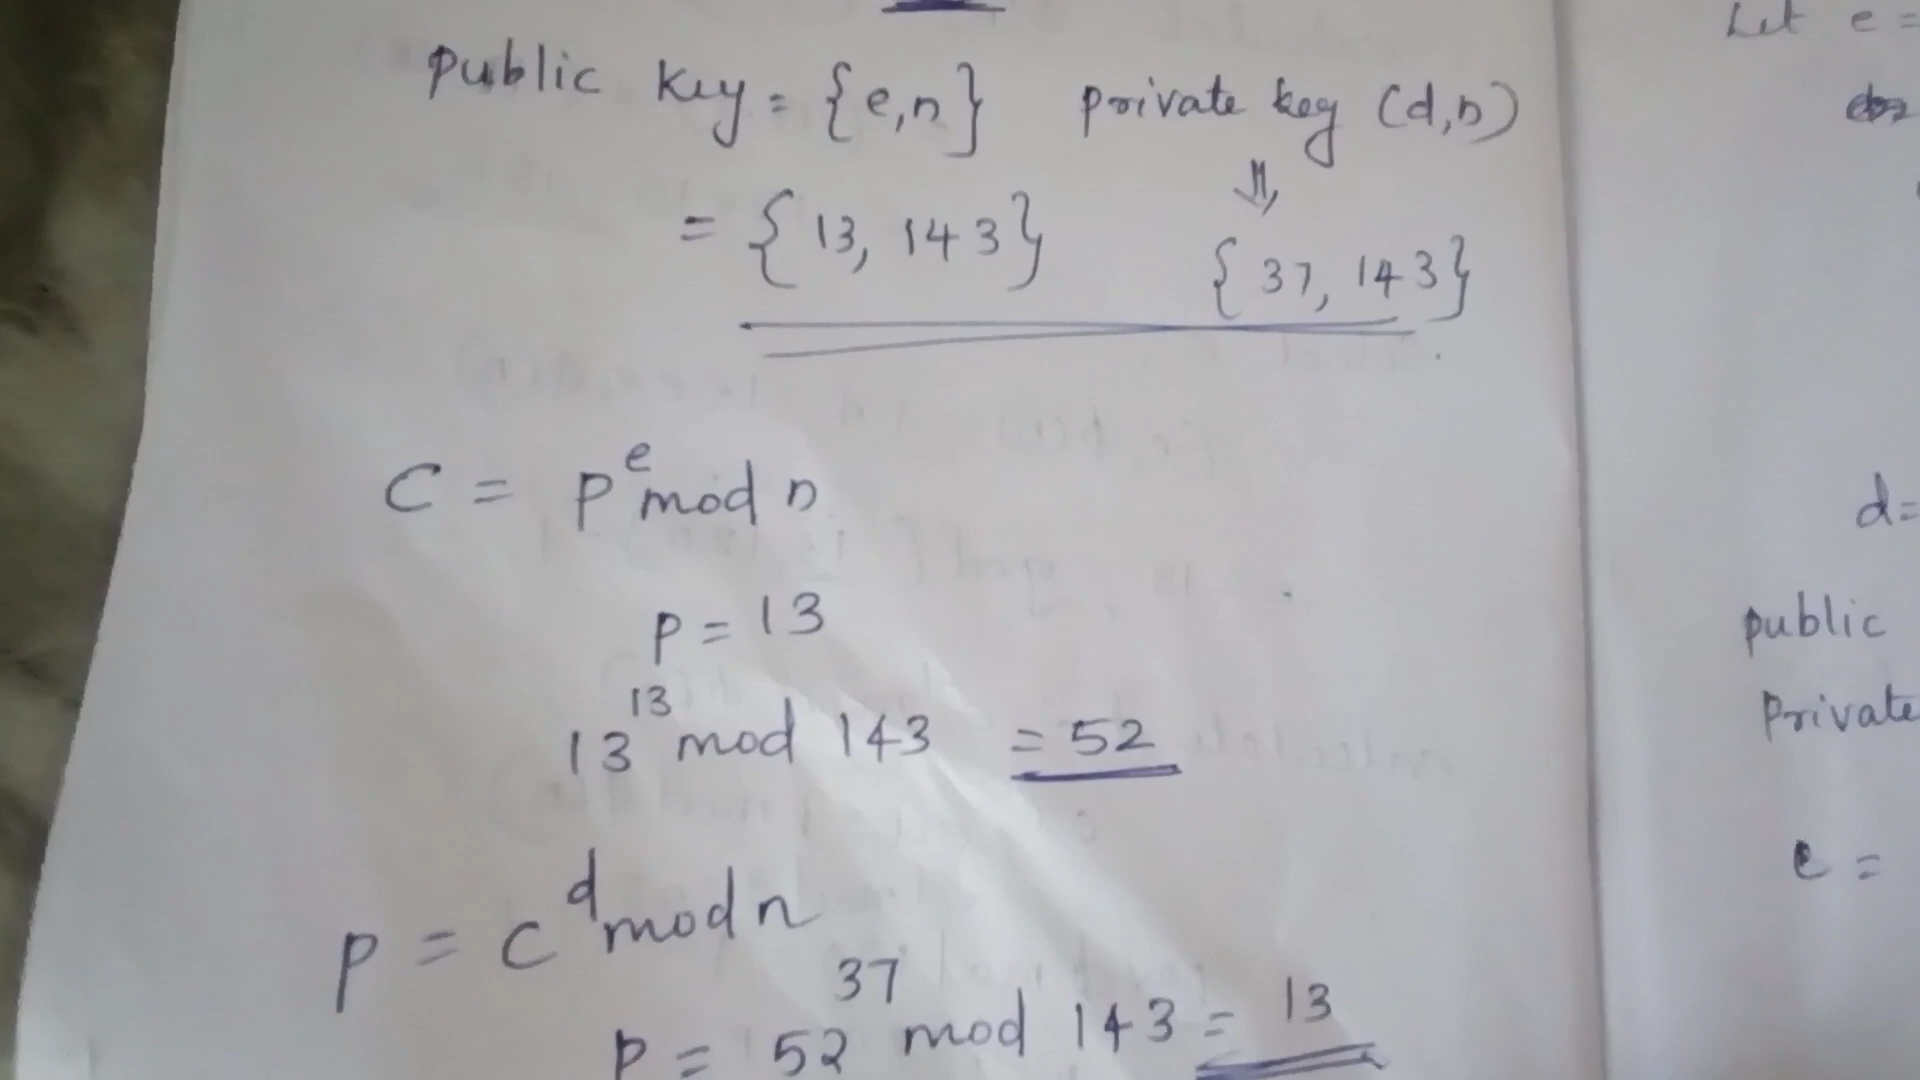 public key = {e,n} private key (d,n)
⇓
= {13, 143} {37, 143}
C = P^e mod n
P = 13
13^13 mod 143 = 52
P = C^d mod n
P = 52^37 mod 143 = 13
Let e =
d=
public
Private
e =